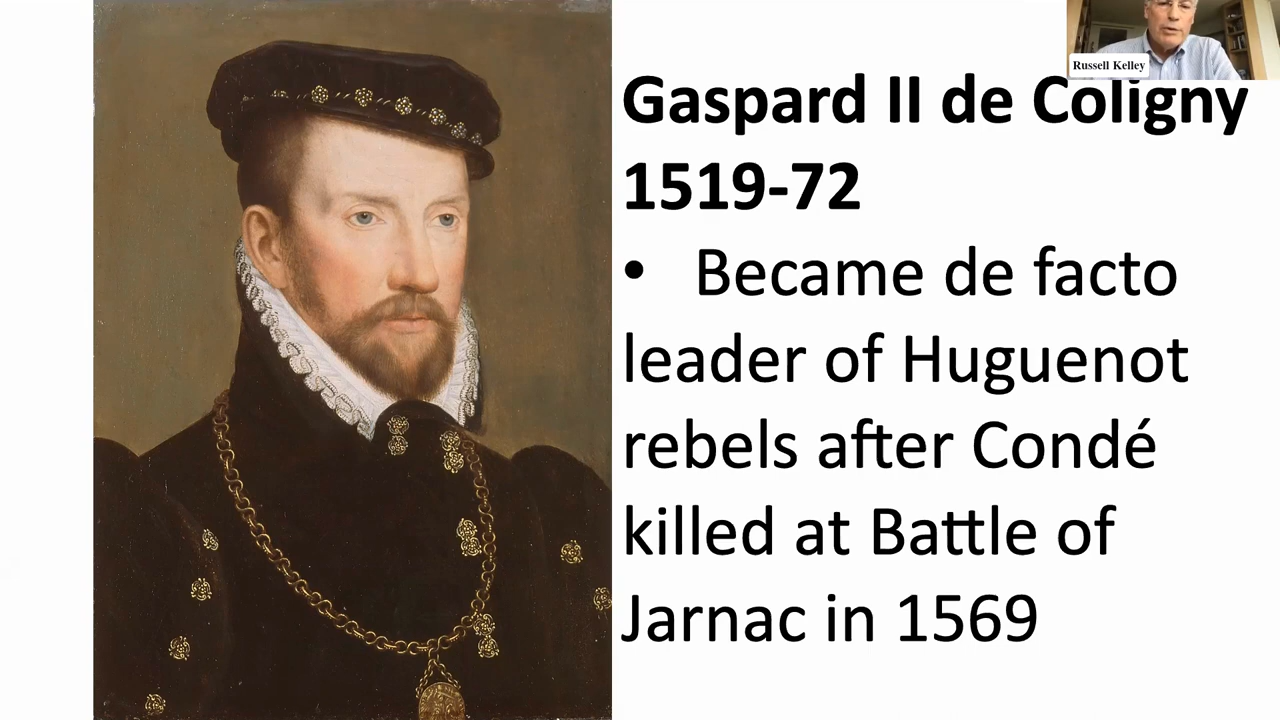 Russell Kelley
Gaspard II de Coligny
1519-72
• Became de facto
leader of Huguenot
rebels after Condé
killed at Battle of
Jarnac in 1569